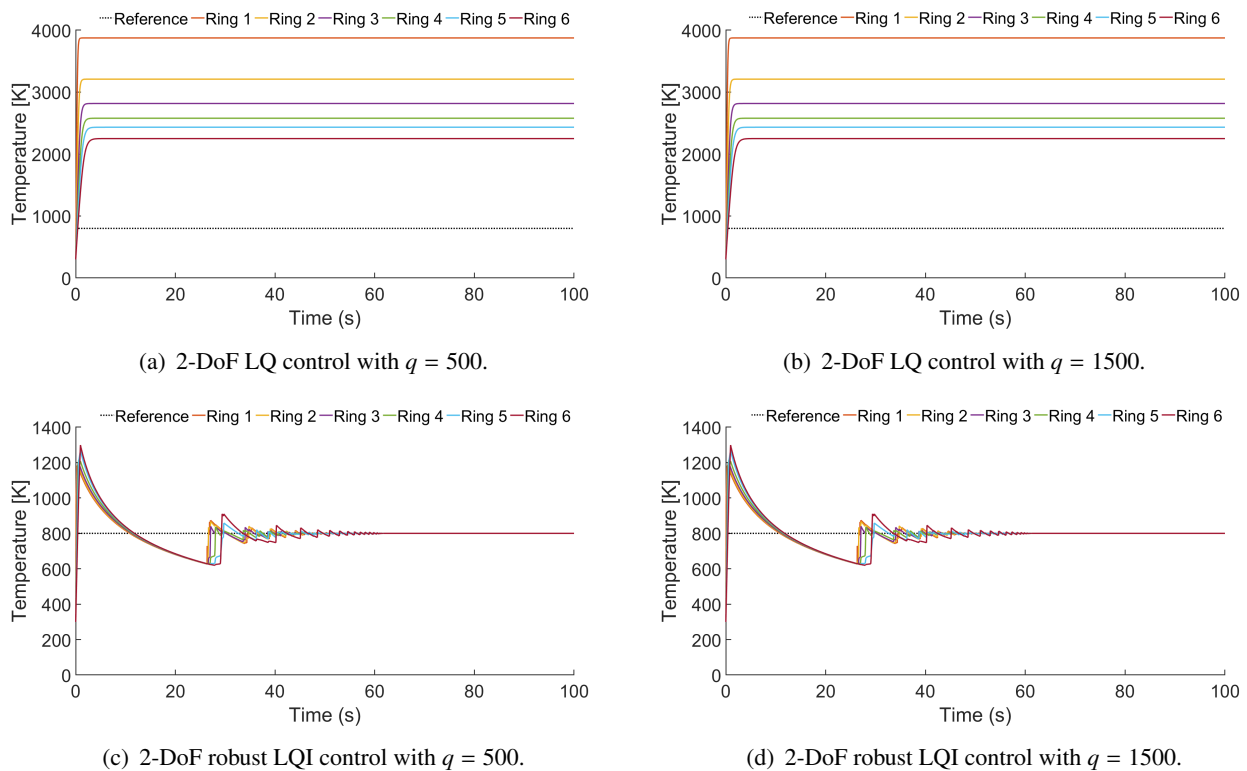 Reference Ring 1 Ring 2 Ring 3 Ring 4 Ring 5 Ring 6
4000
3000
2000
1000
0
Temperature [K]
0 20 40 60 80 100
Time (s)
(a) 2-DoF LQ control with q = 500.
Reference Ring 1 Ring 2 Ring 3 Ring 4 Ring 5 Ring 6
4000
3000
2000
1000
0
Temperature [K]
0 20 40 60 80 100
Time (s)
(b) 2-DoF LQ control with q = 1500.
Reference Ring 1 Ring 2 Ring 3 Ring 4 Ring 5 Ring 6
1400
1200
1000
800
600
400
200
0
Temperature [K]
0 20 40 60 80 100
Time (s)
(c) 2-DoF robust LQI control with q = 500.
Reference Ring 1 Ring 2 Ring 3 Ring 4 Ring 5 Ring 6
1400
1200
1000
800
600
400
200
0
Temperature [K]
0 20 40 60 80 100
Time (s)
(d) 2-DoF robust LQI control with q = 1500.